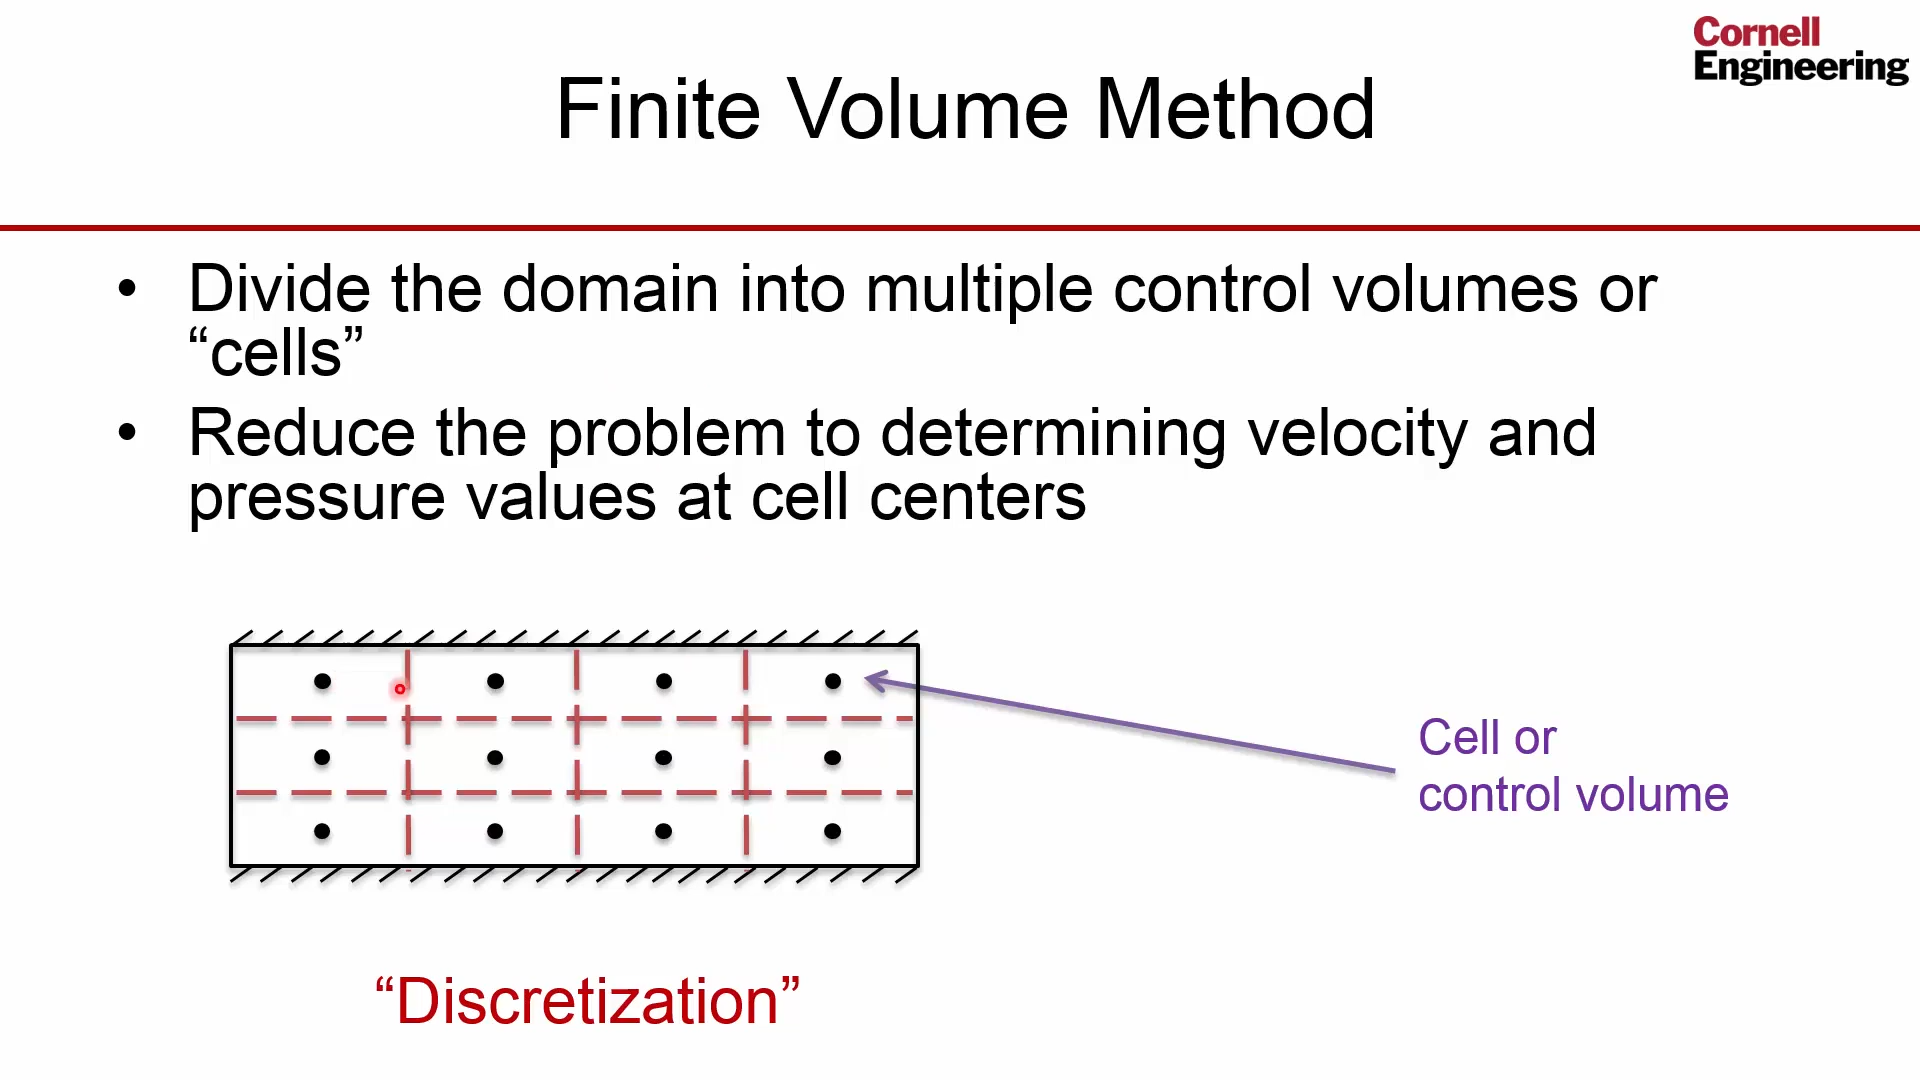 Cornell
Engineering
Finite Volume Method
• Divide the domain into multiple control volumes or
“cells”
• Reduce the problem to determining velocity and
pressure values at cell centers
Cell or
control volume
“Discretization”